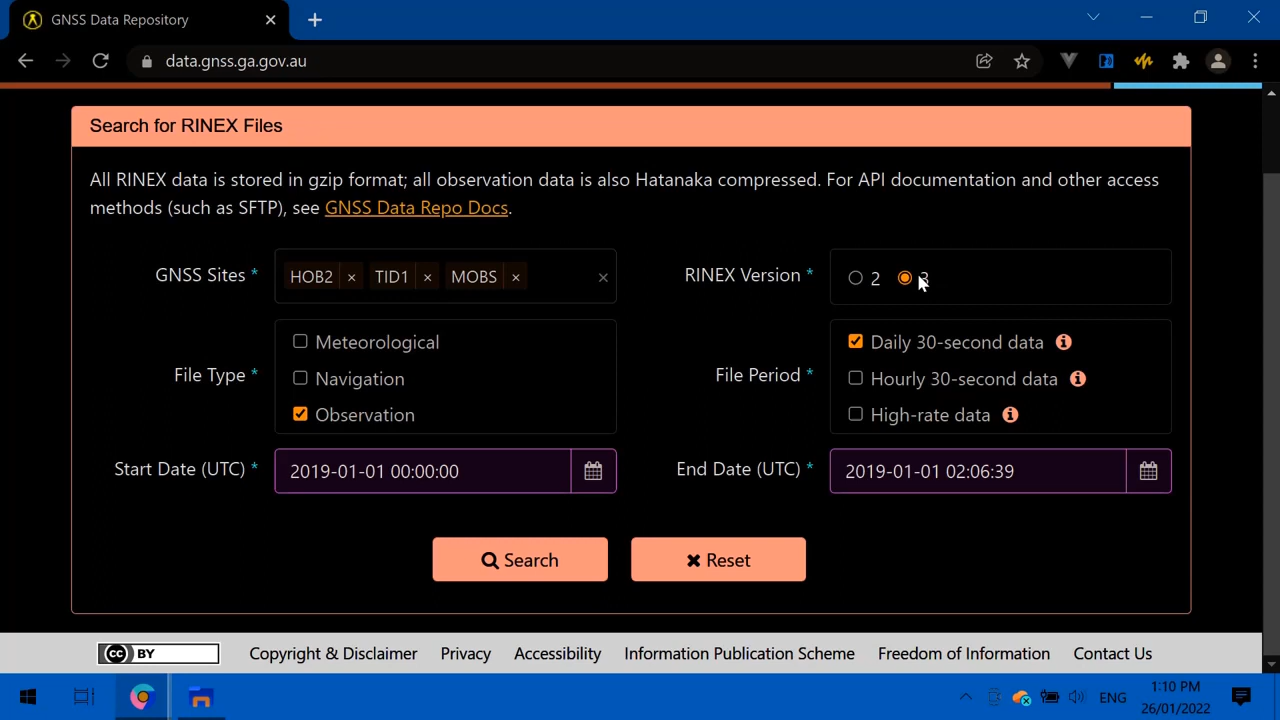 GNSS Data Repository
data.gnss.ga.gov.au
Search for RINEX Files
All RINEX data is stored in gzip format; all observation data is also Hatanaka compressed. For API documentation and other access
methods (such as SFTP), see GNSS Data Repo Docs.
GNSS Sites * HOB2 × TID1 × MOBS × ×
RINEX Version * 2 3
File Type *
Meteorological
Navigation
Observation
File Period *
Daily 30-second data
Hourly 30-second data
High-rate data
Start Date (UTC) * 2019-01-01 00:00:00
End Date (UTC) * 2019-01-01 02:06:39
Search
Reset
CC BY
Copyright & Disclaimer Privacy Accessibility Information Publication Scheme Freedom of Information Contact Us
ENG
1:10 PM
26/01/2022